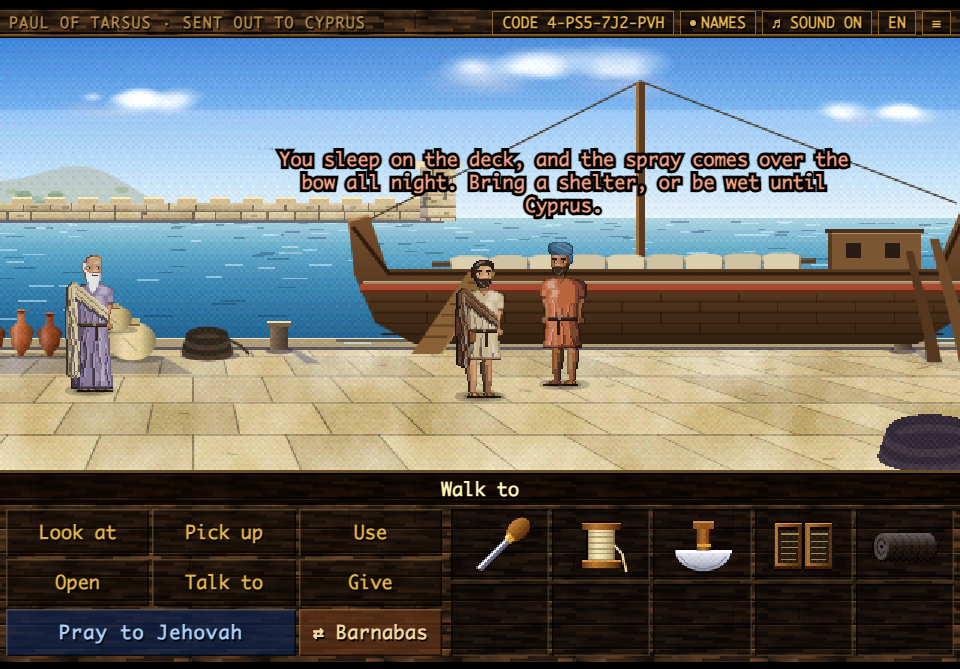 PAUL OF TARSUS · SENT OUT TO CYPRUS
CODE 4-PS5-7J2-PVH
• NAMES
♬ SOUND ON
EN
≡
You sleep on the deck, and the spray comes over the
bow all night. Bring a shelter, or be wet until
Cyprus.
Walk to
Look at
Pick up
Use
Open
Talk to
Give
Pray to Jehovah
⇄ Barnabas